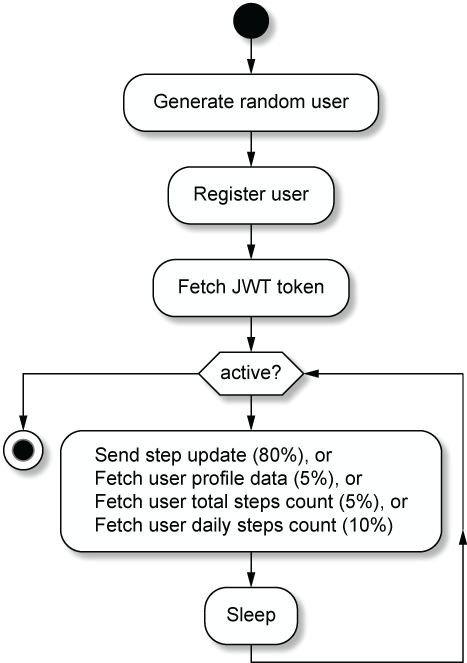 Generate random user
Register user
Fetch JWT token
active?
Send step update (80%), or
Fetch user profile data (5%), or
Fetch user total steps count (5%), or
Fetch user daily steps count (10%)
Sleep